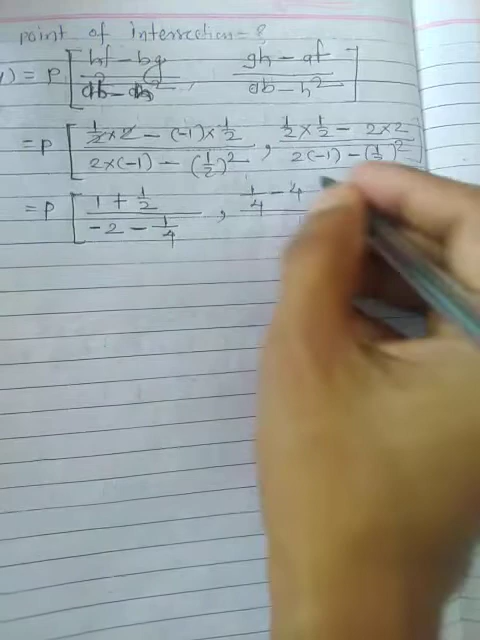 point of intersection = ?
) = P [ hf - bg / ab - h², gh - af / ab - h² ]
= P [ 1/2 × 2 - (-1) × 1/2 / 2 × (-1) - (1/2)², 1/2 × 1/2 - 2 × 2 / 2(-1) - (1/2)²
= P [ 1 + 1/2 / -2 - 1/4, 1/4 - 4